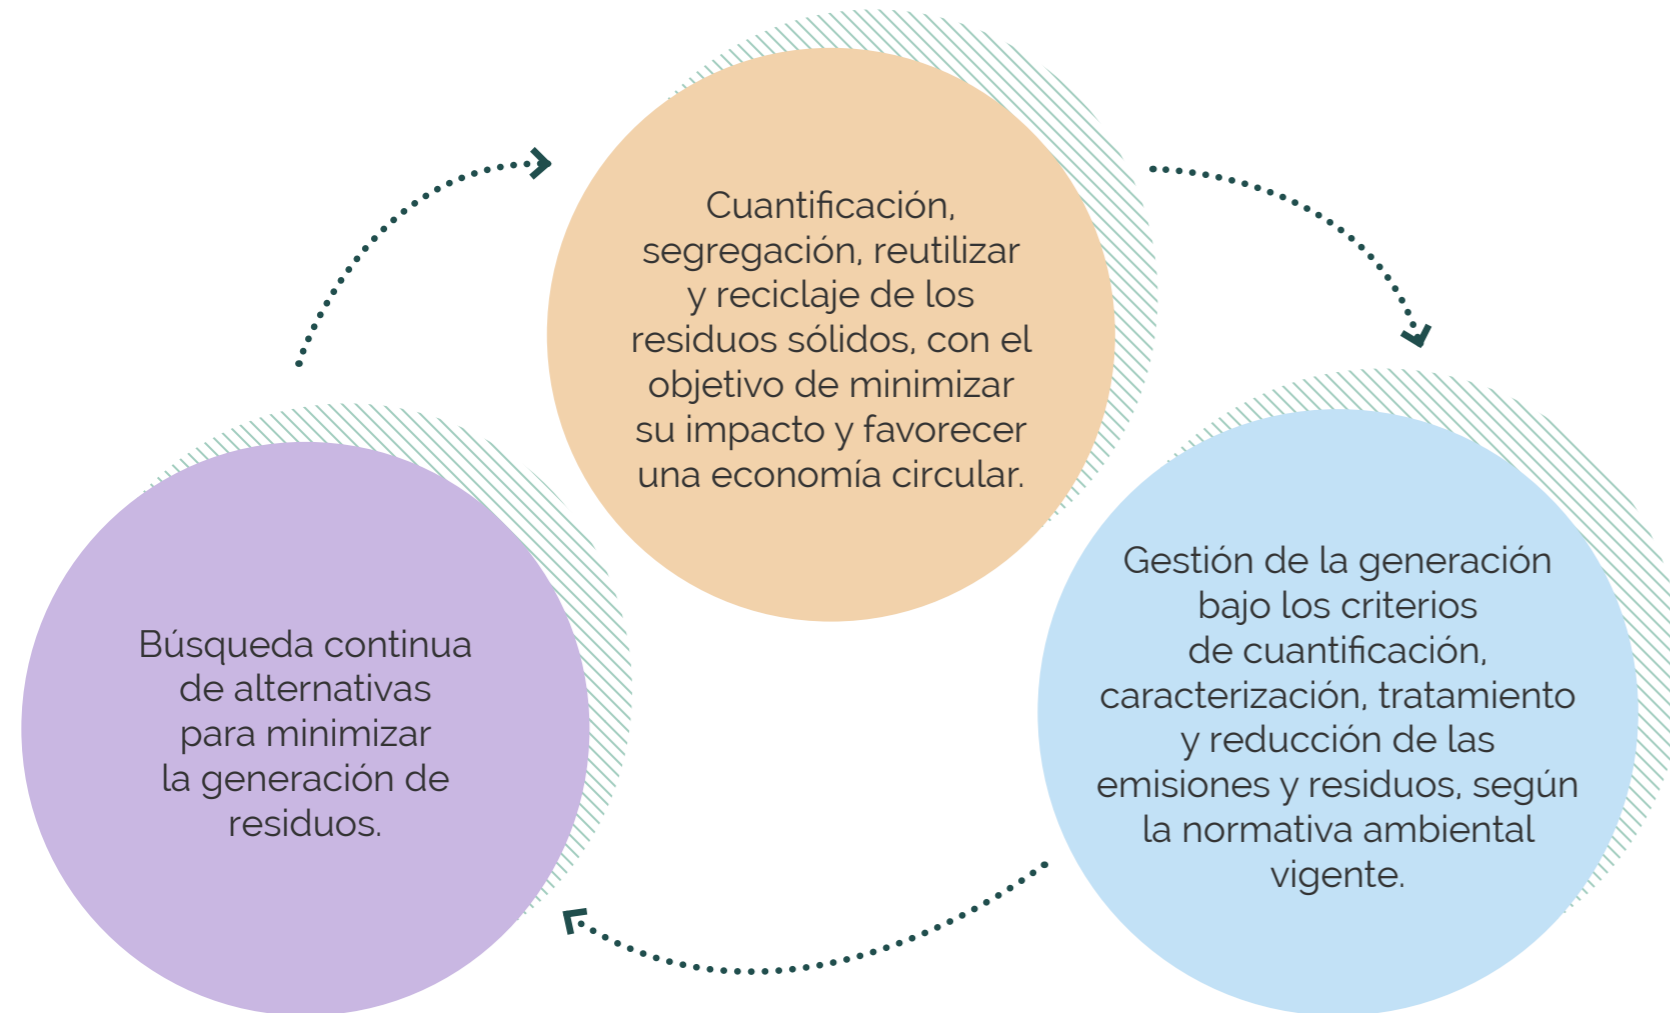 Cuantificación,
segregación, reutilizar
y reciclaje de los
residuos sólidos, con el
objetivo de minimizar
su impacto y favorecer
una economía circular.
Gestión de la generación
bajo los criterios
de cuantificación,
caracterización, tratamiento
y reducción de las
emisiones y residuos, según
la normativa ambiental
vigente.
Búsqueda continua
de alternativas
para minimizar
la generación de
residuos.